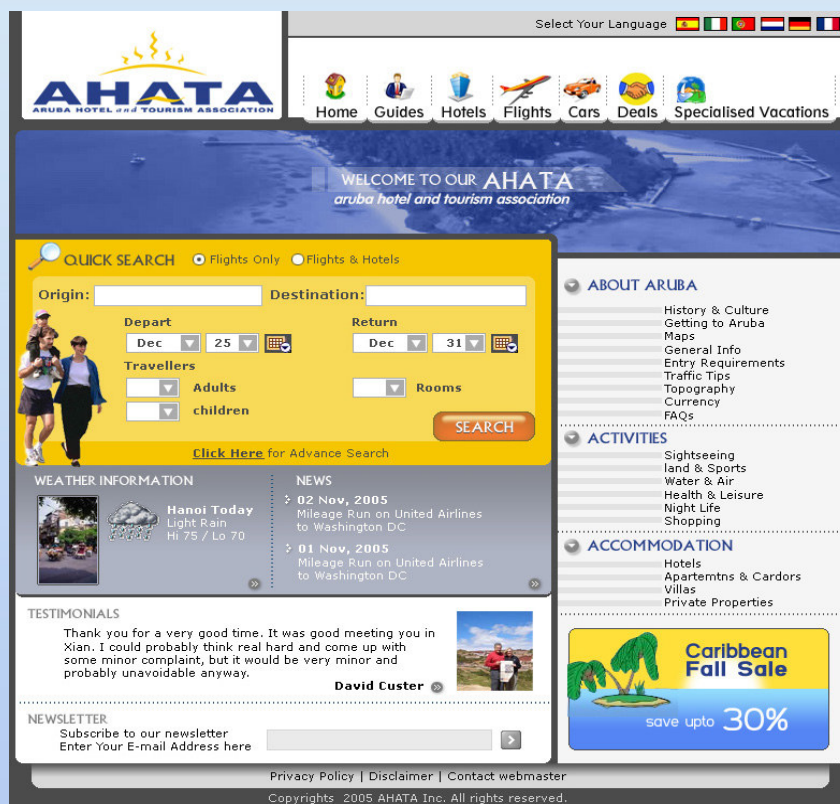 Select Your Language
AHATA
ARUBA HOTEL and TOURISM ASSOCIATION
Home
Guides
Hotels
Flights
Cars
Deals
Specialised Vacations
WELCOME TO OUR AHATA
aruba hotel and tourism association
QUICK SEARCH
Flights Only
Flights & Hotels
Origin:
Destination:
Depart
Return
Dec
25
Dec
31
Travellers
Adults
Rooms
children
SEARCH
Click Here for Advance Search
WEATHER INFORMATION
Hanoi Today
Light Rain
Hi 75 / Lo 70
NEWS
02 Nov, 2005
Mileage Run on United Airlines
to Washington DC
01 Nov, 2005
Mileage Run on United Airlines
to Washington DC
TESTIMONIALS
Thank you for a very good time. It was good meeting you in
Xian. I could probably think real hard and come up with
some minor complaint, but it would be very minor and
probably unavoidable anyway.
David Custer
NEWSLETTER
Subscribe to our newsletter
Enter Your E-mail Address here
ABOUT ARUBA
History & Culture
Getting to Aruba
Maps
General Info
Entry Requirements
Traffic Tips
Topography
Currency
FAQs
ACTIVITIES
Sightseeing
land & Sports
Water & Air
Health & Leisure
Night Life
Shopping
ACCOMMODATION
Hotels
Apartemtns & Cardors
Villas
Private Properties
Caribbean
Fall Sale
save upto 30%
Privacy Policy | Disclaimer | Contact webmaster
Copyrights 2005 AHATA Inc. All rights reserved.